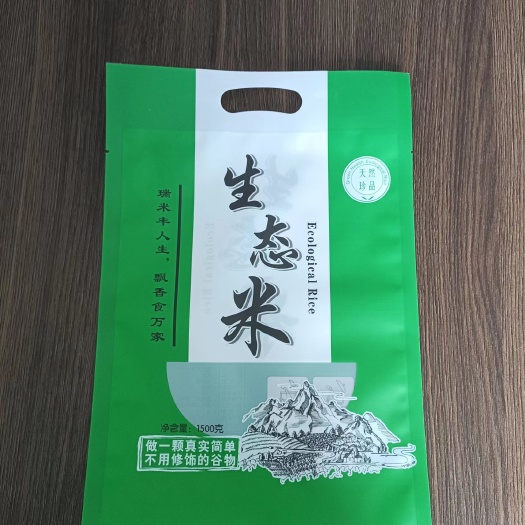 生态米
Ecological Rice
天然
珍品
瑞米丰人生，飘香食万家
净含量：1500克
做一颗真实简单
不用修饰的谷物